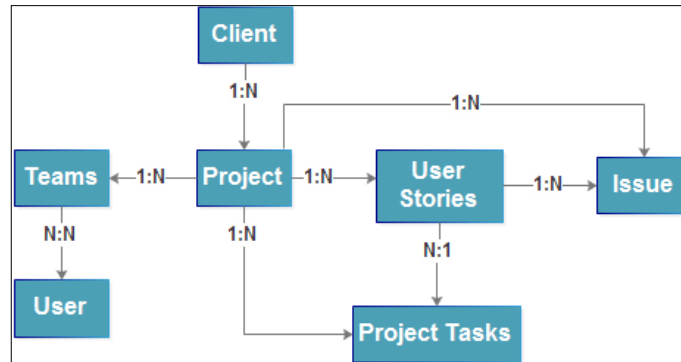 Client
1:N
1:N
Teams
1:N
Project
1:N
User
Stories
1:N
Issue
N:N
1:N
N:1
User
Project Tasks